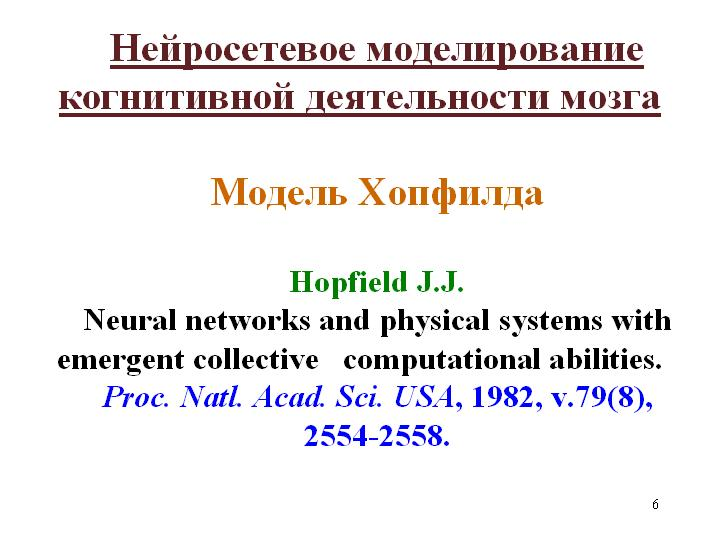 Нейросетевое моделирование
когнитивной деятельности мозга
Модель Хопфилда
Hopfield J.J.
Neural networks and physical systems with
emergent collective computational abilities.
Proc. Natl. Acad. Sci. USA, 1982, v.79(8),
2554-2558.
6